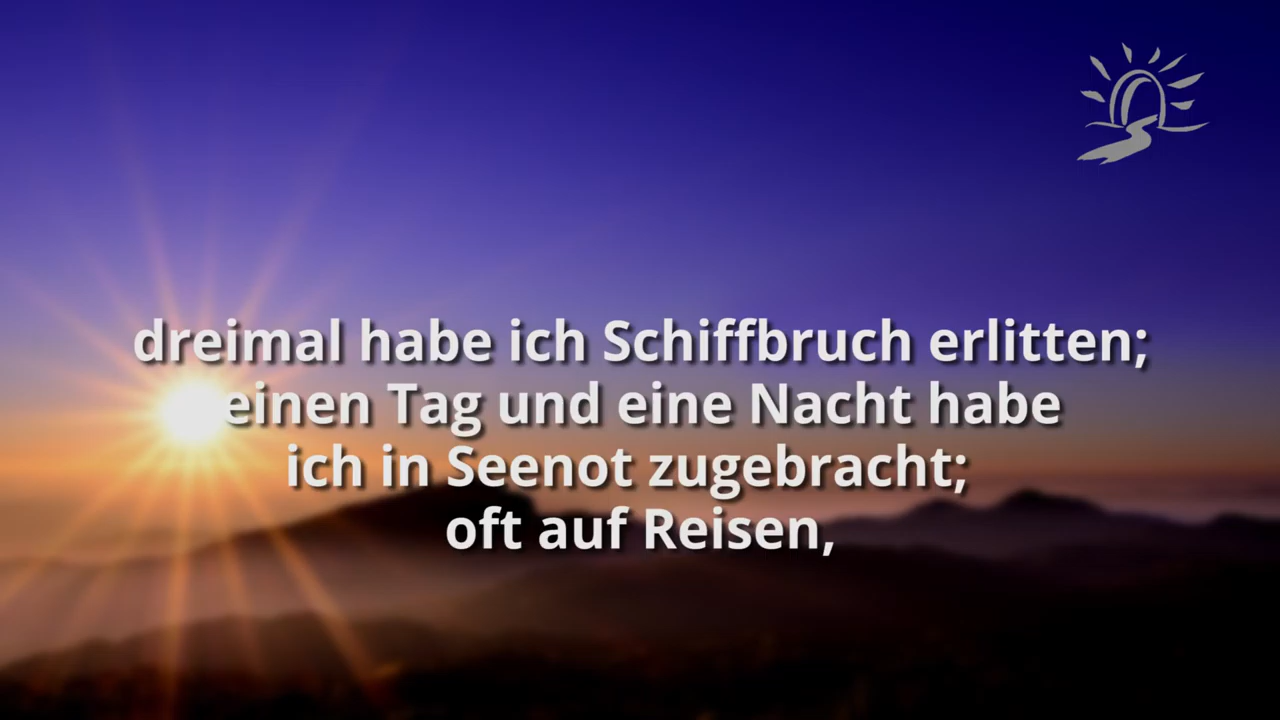 dreimal habe ich Schiffbruch erlitten;
einen Tag und eine Nacht habe
ich in Seenot zugebracht;
oft auf Reisen,